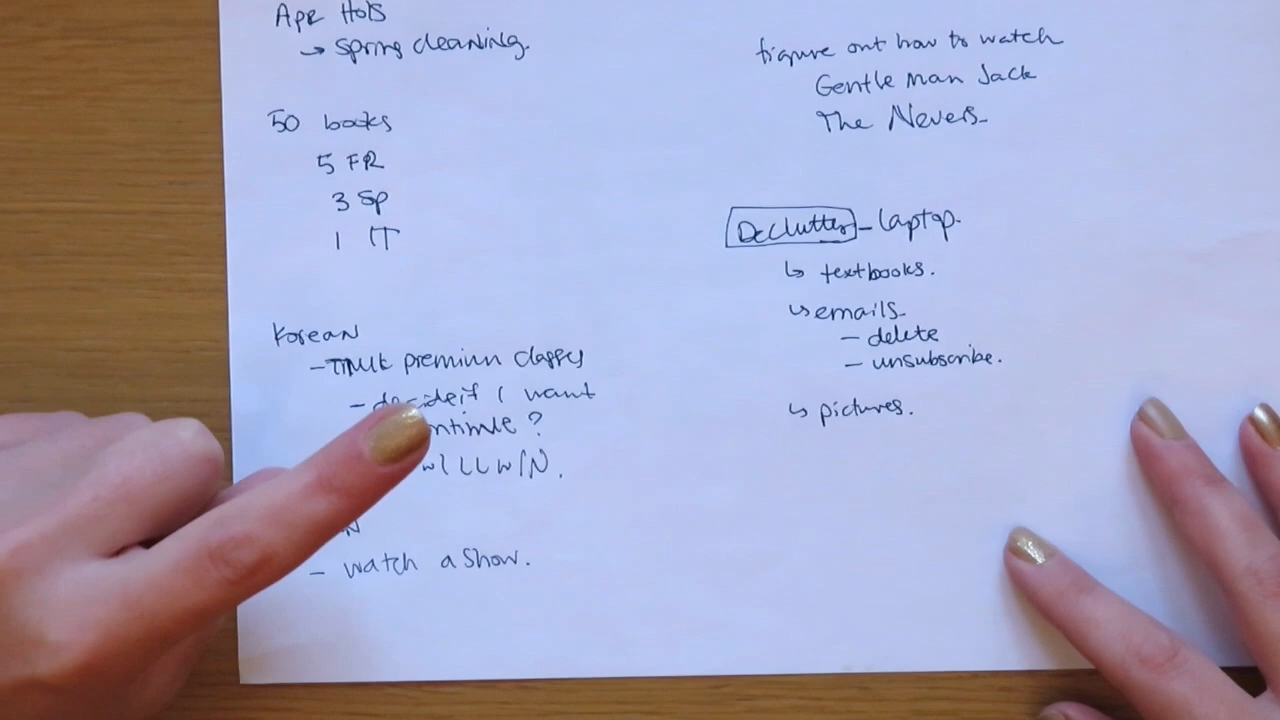 Apr Hols
→ spring cleaning.
50 books
5 FR
3 Sp
1 IT
Korean
- TTMIK premium classes
- decide if I want
ntinue ?
w/ LLW/N.
N
- watch a show.
figure out how to watch
Gentle man Jack
The Nevers
Declutter - laptop.
↳ textbooks.
↳ emails
- delete
- unsubscribe.
↳ pictures.